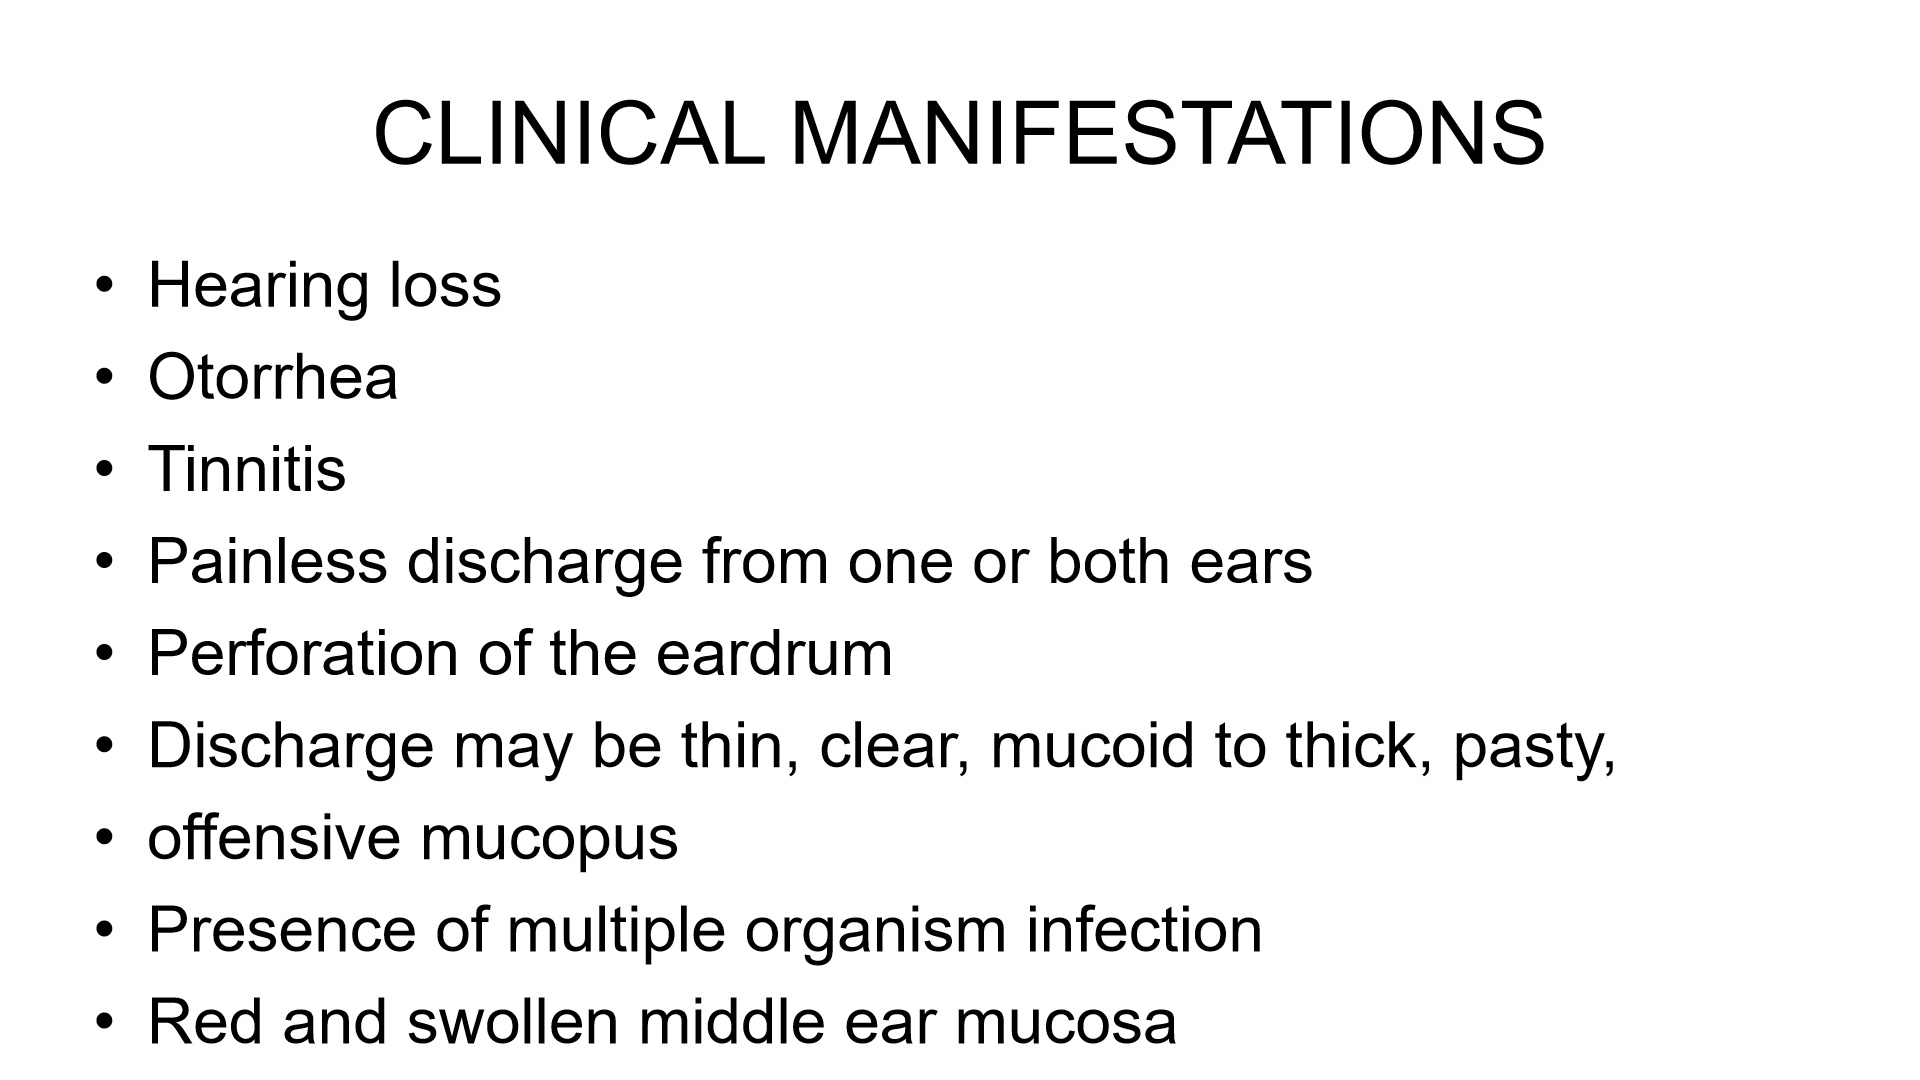 CLINICAL MANIFESTATIONS
• Hearing loss
• Otorrhea
• Tinnitis
• Painless discharge from one or both ears
• Perforation of the eardrum
• Discharge may be thin, clear, mucoid to thick, pasty,
• offensive mucopus
• Presence of multiple organism infection
• Red and swollen middle ear mucosa